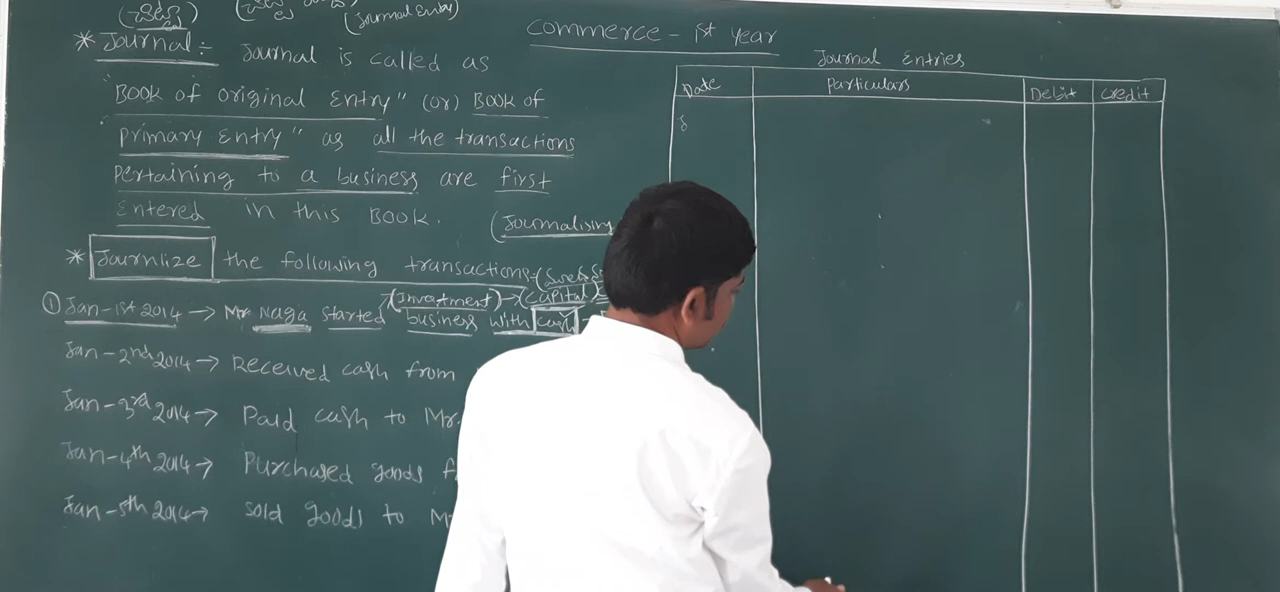 (Journal Entry)
commerce - 1st year
* Journal :- Journal is called as
"BOOK of original Entry" (or) BOOK of
primary Entry" as all the transactions
pertaining to a business are first
Entered in this BOOK. (Journalising
* Journlize the following transactions:-
(Investment) → (capital)
① Jan-1st 2014 → Mr Naga started business with cash
Jan-2nd 2014 → Received cash from
Jan-3rd 2014 → Paid cash to Mr.
Jan-4th 2014 → Purchased goods f
Jan-5th 2014 → sold goods to M
Journal Entries
Date Particulars Debit Credit